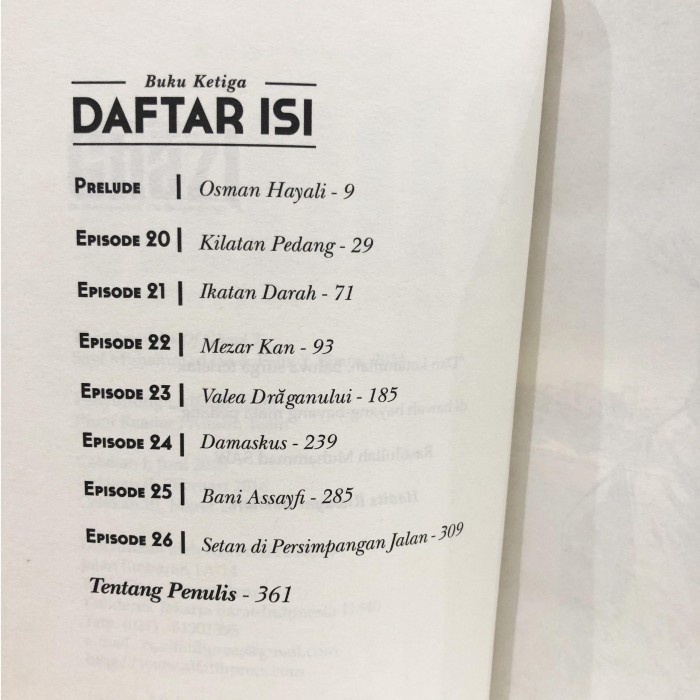 Buku Ketiga
DAFTAR ISI
PRELUDE | Osman Hayali - 9
EPISODE 20 | Kilatan Pedang - 29
EPISODE 21 | Ikatan Darah - 71
EPISODE 22 | Mezar Kan - 93
EPISODE 23 | Valea Drăganului - 185
EPISODE 24 | Damaskus - 239
EPISODE 25 | Bani Assayfi - 285
EPISODE 26 | Setan di Persimpangan Jalan - 309
Tentang Penulis - 361